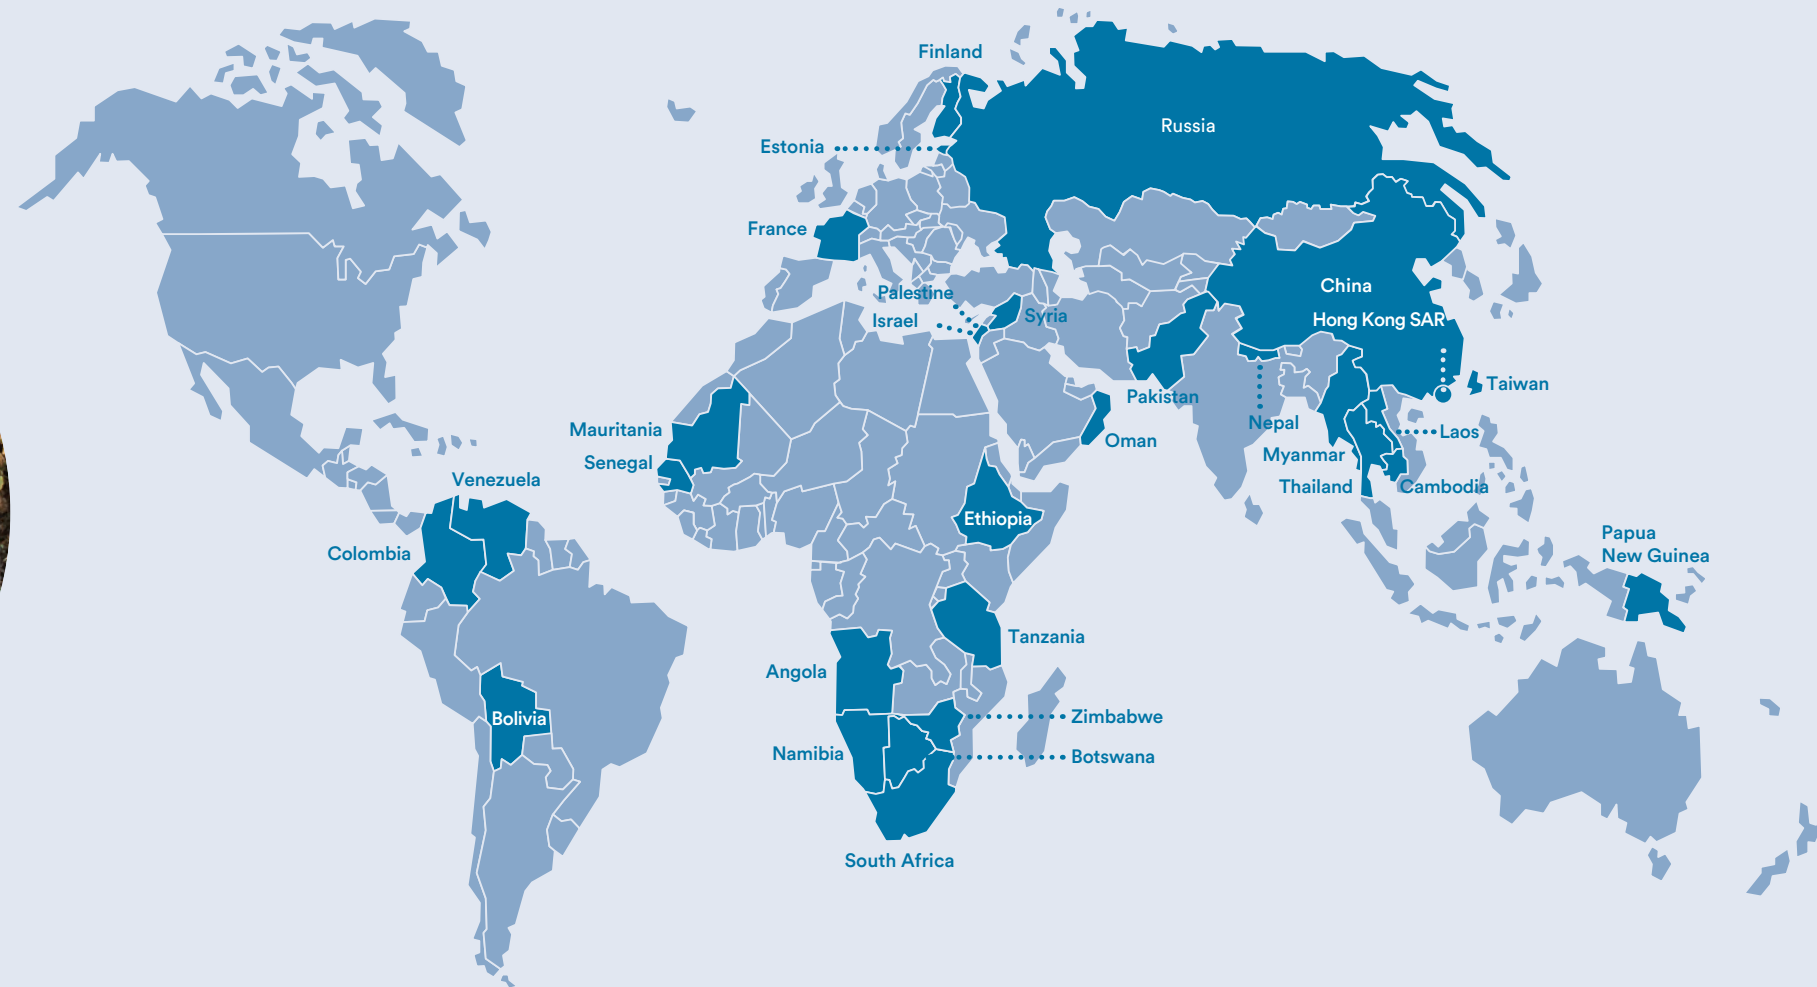 Finland
Russia
Estonia
France
China
Palestine
Syria
Israel
Hong Kong SAR
Taiwan
Pakistan
Nepal
Mauritania
Laos
Oman
Senegal
Myanmar
Venezuela
Thailand
Cambodia
Ethiopia
Papua
New Guinea
Colombia
Tanzania
Angola
Bolivia
Zimbabwe
Namibia
Botswana
South Africa